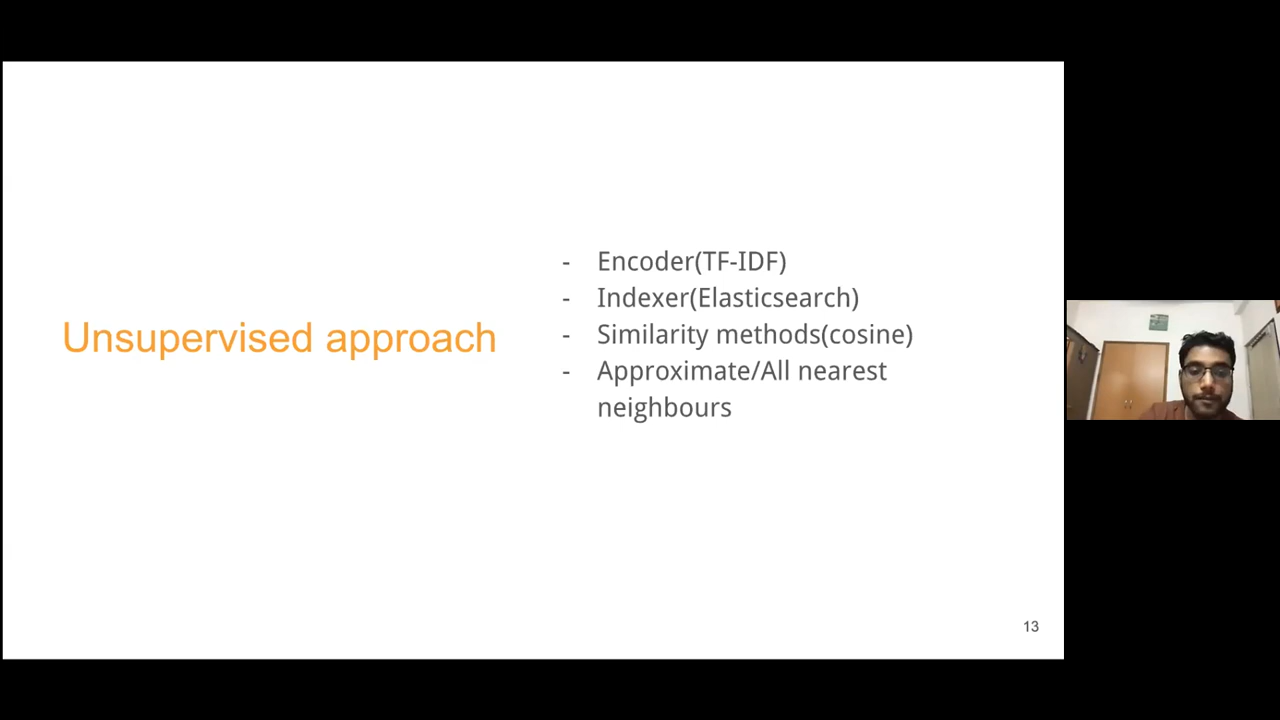 Unsupervised approach
- Encoder(TF-IDF)
- Indexer(Elasticsearch)
- Similarity methods(cosine)
- Approximate/All nearest
neighbours
13